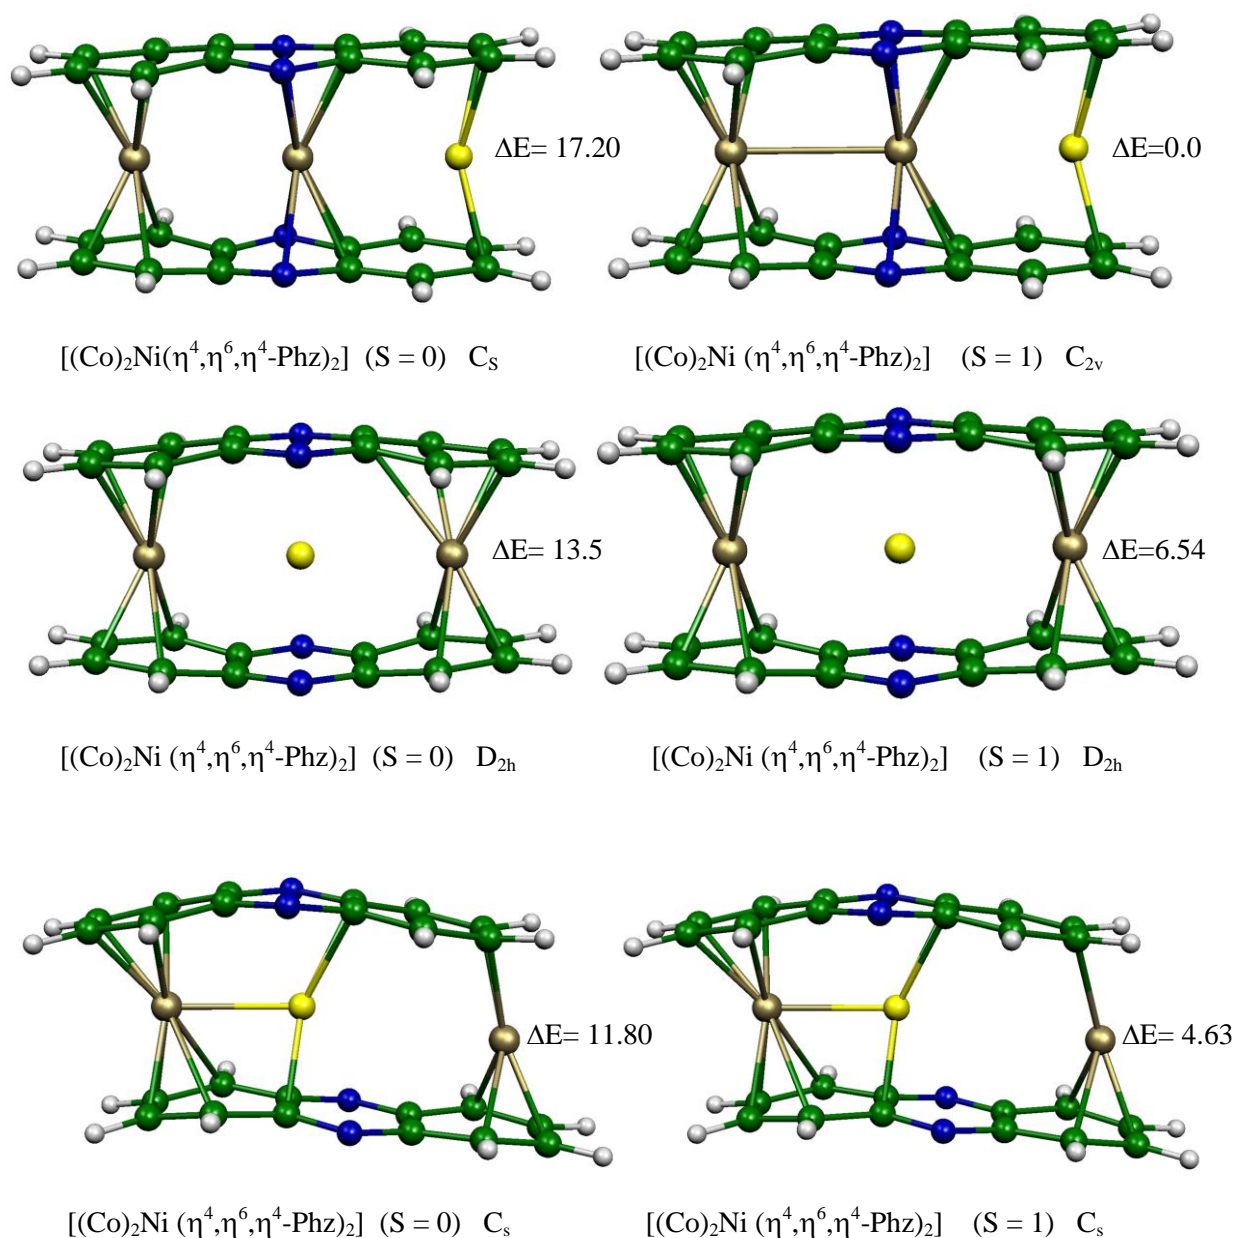 ΔE= 17.20 ΔE=0.0
[(Co)₂Ni(η⁴,η⁶,η⁴-Phz)₂] (S = 0) Cₛ [(Co)₂Ni (η⁴,η⁶,η⁴-Phz)₂] (S = 1) C₂ᵥ
ΔE= 13.5 ΔE=6.54
[(Co)₂Ni (η⁴,η⁶,η⁴-Phz)₂] (S = 0) D₂ₕ [(Co)₂Ni (η⁴,η⁶,η⁴-Phz)₂] (S = 1) D₂ₕ
ΔE= 11.80 ΔE= 4.63
[(Co)₂Ni (η⁴,η⁶,η⁴-Phz)₂] (S = 0) Cₛ [(Co)₂Ni (η⁴,η⁶,η⁴-Phz)₂] (S = 1) Cₛ